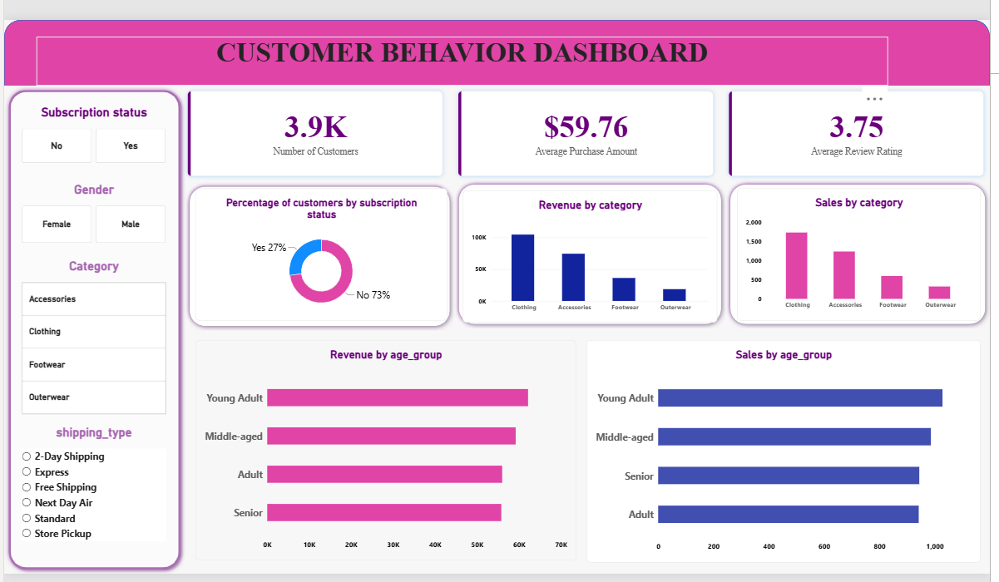 CUSTOMER BEHAVIOR DASHBOARD
Subscription status
No
Yes
Gender
Female
Male
Category
Accessories
Clothing
Footwear
Outerwear
shipping_type
2-Day Shipping
Express
Free Shipping
Next Day Air
Standard
Store Pickup
3.9K
Number of Customers
$59.76
Average Purchase Amount
3.75
Average Review Rating
Percentage of customers by subscription
status
Yes 27%
No 73%
Revenue by category
100K
50K
0K
Clothing
Accessories
Footwear
Outerwear
Sales by category
2,000
1,500
1,000
500
0
Clothing
Accessories
Footwear
Outerwear
Revenue by age_group
Young Adult
Middle-aged
Adult
Senior
0K
10K
20K
30K
40K
50K
60K
70K
Sales by age_group
Young Adult
Middle-aged
Senior
Adult
0
200
400
600
800
1,000